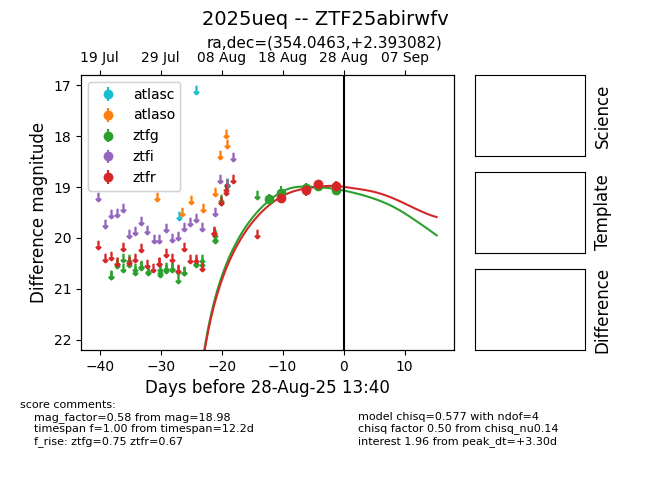 2025ueq -- ZTF25abirwfv
ra,dec=(354.0463,+2.393082)
19 Jul 29 Jul 08 Aug 18 Aug 28 Aug 07 Sep
17
18
19
20
21
22
Difference magnitude
atlasc
atlaso
ztfg
ztfi
ztfr
−40 −30 −20 −10 0 10
Days before 28-Aug-25 13:40
Science
Template
Difference
score comments:
mag_factor=0.58 from mag=18.98
timespan f=1.00 from timespan=12.2d
f_rise: ztfg=0.75 ztfr=0.67
model chisq=0.577 with ndof=4
chisq factor 0.50 from chisq_nu0.14
interest 1.96 from peak_dt=+3.30d